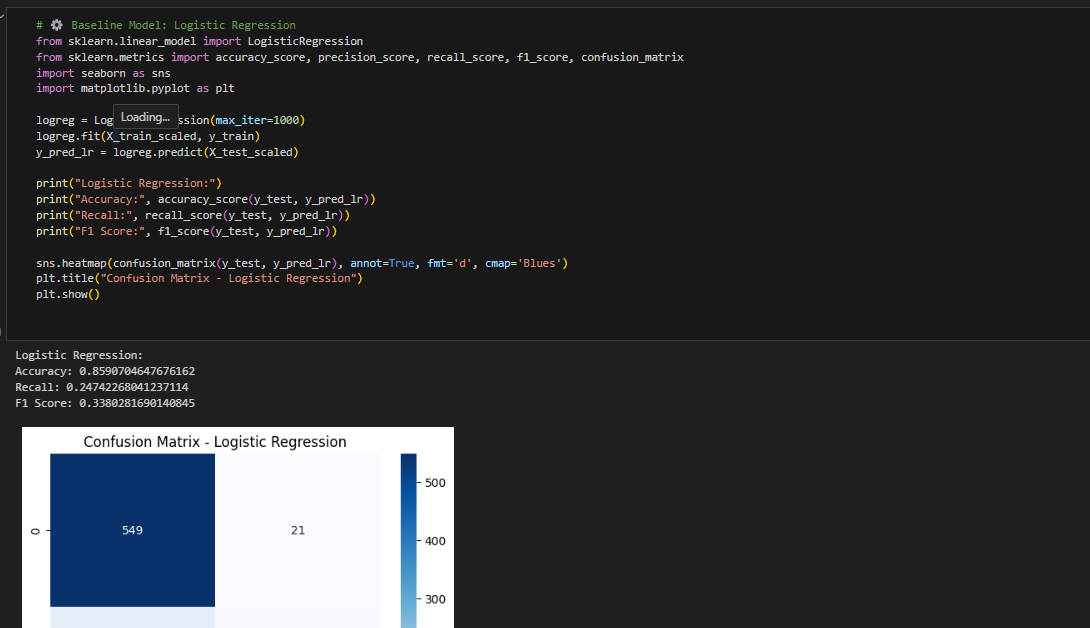 # ⚙ Baseline Model: Logistic Regression
from sklearn.linear_model import LogisticRegression
from sklearn.metrics import accuracy_score, precision_score, recall_score, f1_score, confusion_matrix
import seaborn as sns
import matplotlib.pyplot as plt
logreg = Log Loading... ssion(max_iter=1000)
logreg.fit(X_train_scaled, y_train)
y_pred_lr = logreg.predict(X_test_scaled)
print("Logistic Regression:")
print("Accuracy:", accuracy_score(y_test, y_pred_lr))
print("Recall:", recall_score(y_test, y_pred_lr))
print("F1 Score:", f1_score(y_test, y_pred_lr))
sns.heatmap(confusion_matrix(y_test, y_pred_lr), annot=True, fmt='d', cmap='Blues')
plt.title("Confusion Matrix - Logistic Regression")
plt.show()
Logistic Regression:
Accuracy: 0.8590704647676162
Recall: 0.24742268041237114
F1 Score: 0.3380281690140845
Confusion Matrix - Logistic Regression
500
0 549 21
400
300